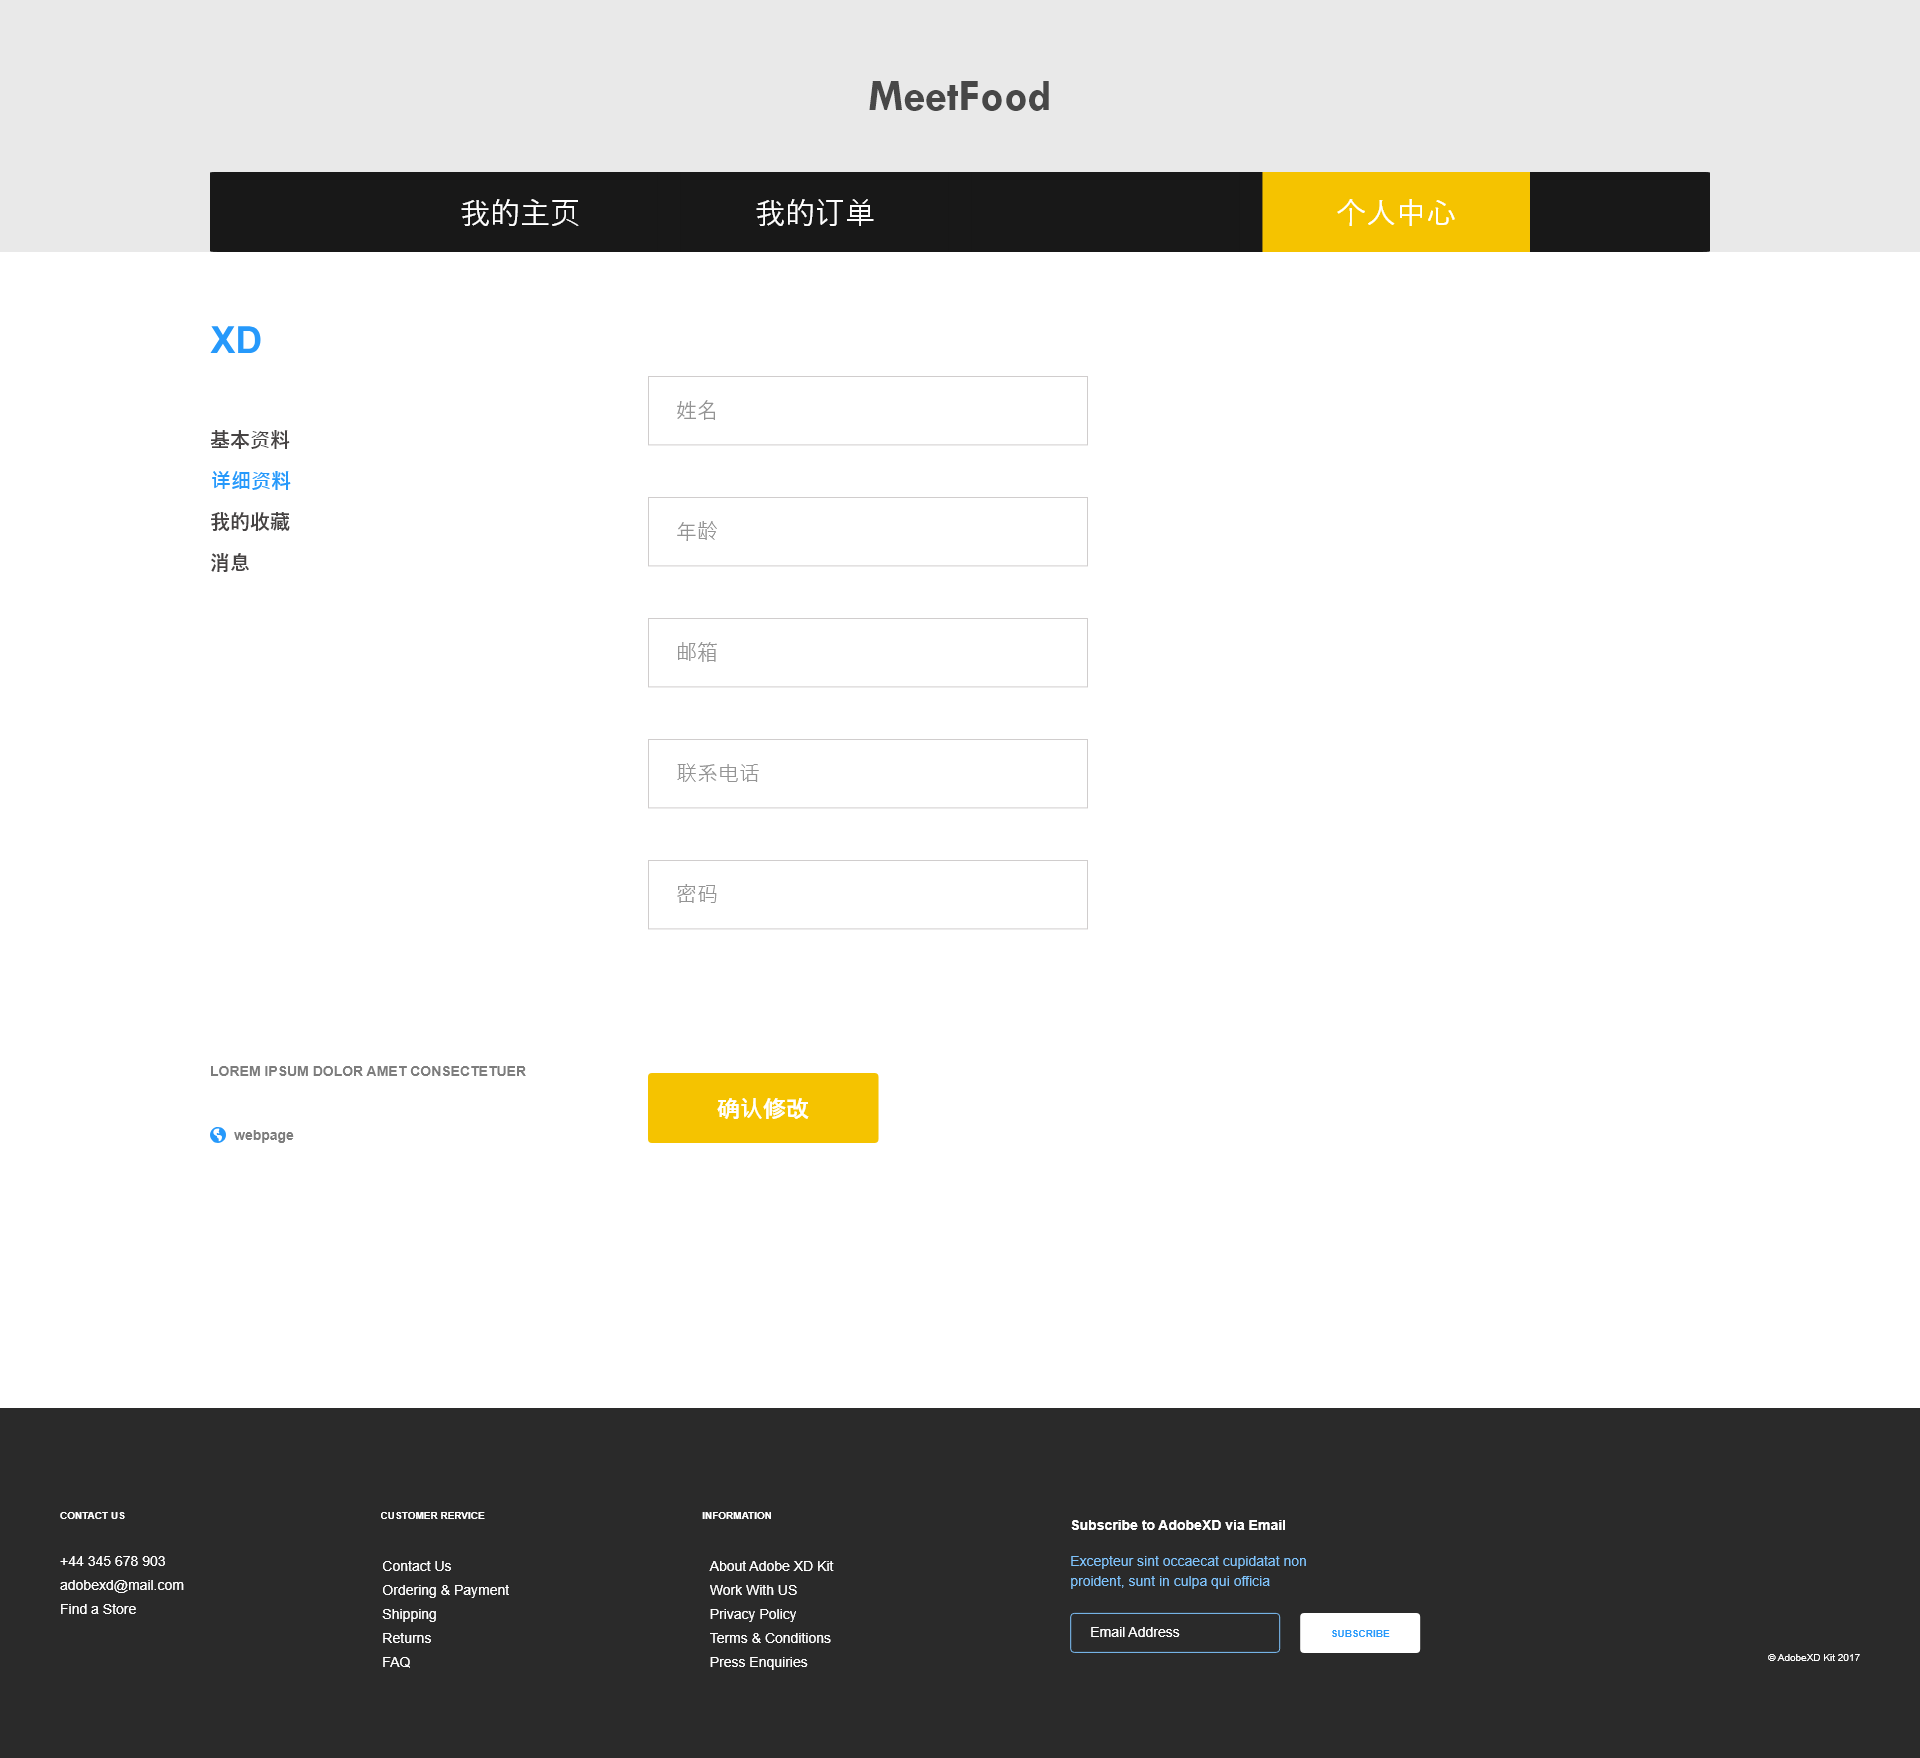 MeetFood
我的主页
我的订单
个人中心
XD
基本资料
详细资料
我的收藏
消息
姓名
年龄
邮箱
联系电话
密码
LOREM IPSUM DOLOR AMET CONSECTETUER
webpage
确认修改
CONTACT US
+44 345 678 903
adobexd@mail.com
Find a Store
CUSTOMER RERVICE
Contact Us
Ordering & Payment
Shipping
Returns
FAQ
INFORMATION
About Adobe XD Kit
Work With US
Privacy Policy
Terms & Conditions
Press Enquiries
Subscribe to AdobeXD via Email
Excepteur sint occaecat cupidatat non
proident, sunt in culpa qui officia
Email Address
SUBSCRIBE
© AdobeXD Kit 2017